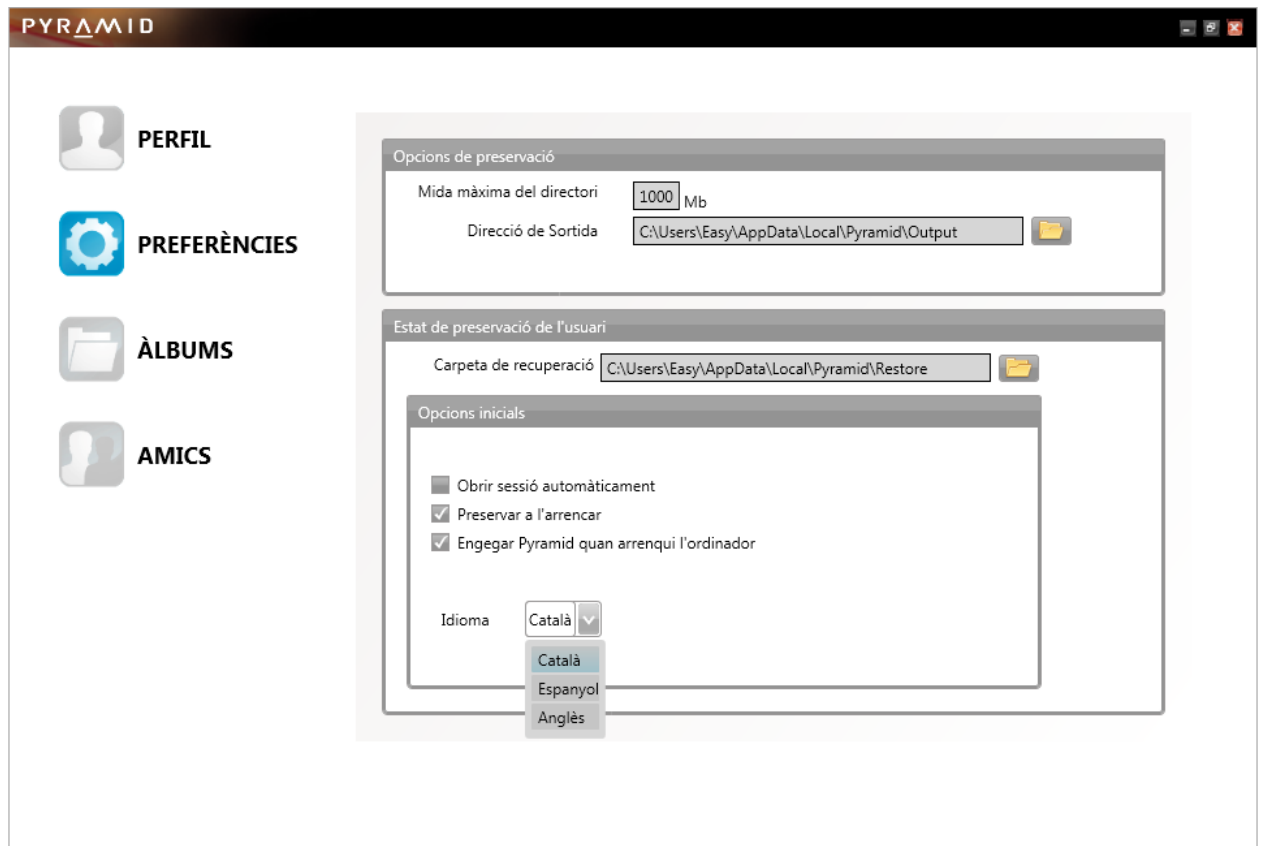 PYRAMID
PERFIL
PREFERÈNCIES
ÀLBUMS
AMICS
Opcions de preservació
Mida màxima del directori 1000 Mb
Direcció de Sortida C:\Users\Easy\AppData\Local\Pyramid\Output
Estat de preservació de l'usuari
Carpeta de recuperació C:\Users\Easy\AppData\Local\Pyramid\Restore
Opcions inicials
Obrir sessió automàticament
Preservar a l'arrencar
Engegar Pyramid quan arrenqui l'ordinador
Idioma Català
Català
Espanyol
Anglès